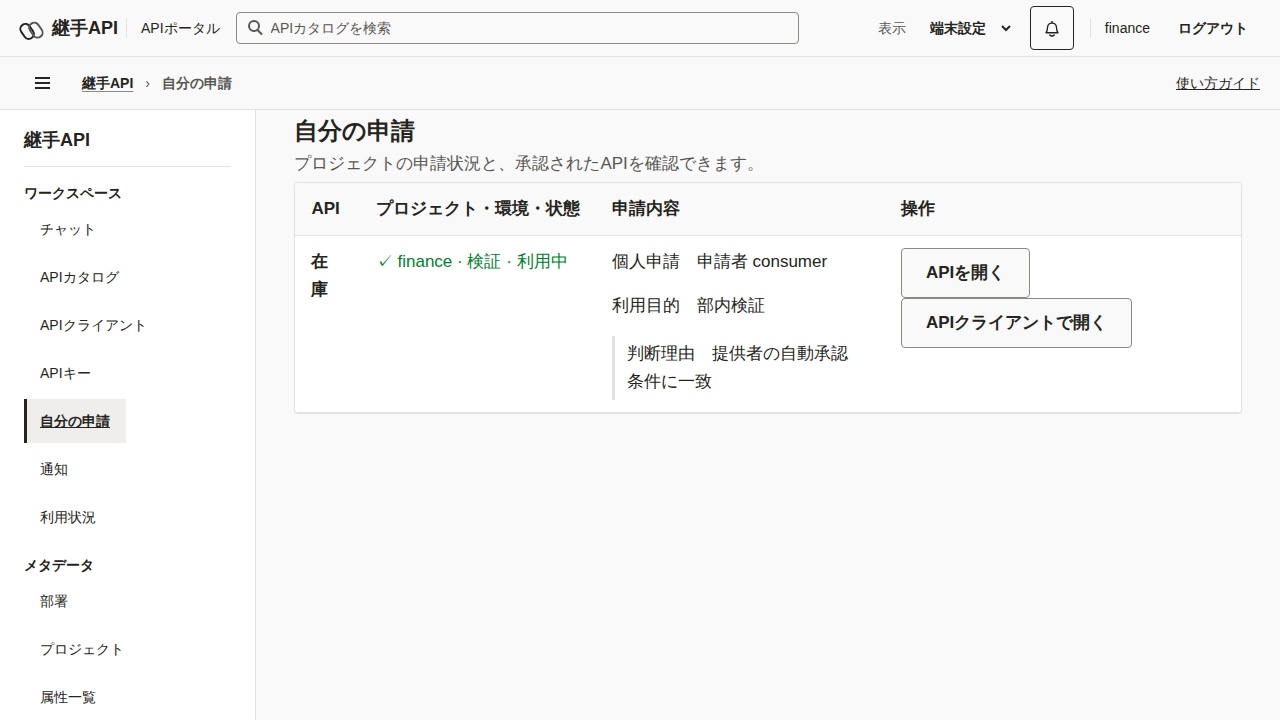 継手API
APIポータル
APIカタログを検索
表示
端末設定
finance
ログアウト
継手API › 自分の申請
使い方ガイド
継手API
ワークスペース
チャット
APIカタログ
APIクライアント
APIキー
自分の申請
通知
利用状況
メタデータ
部署
プロジェクト
属性一覧
自分の申請
プロジェクトの申請状況と、承認されたAPIを確認できます。
API プロジェクト・環境・状態 申請内容 操作
在
庫
✓ finance · 検証 · 利用中
個人申請 申請者 consumer
利用目的 部内検証
判断理由 提供者の自動承認
条件に一致
APIを開く
APIクライアントで開く